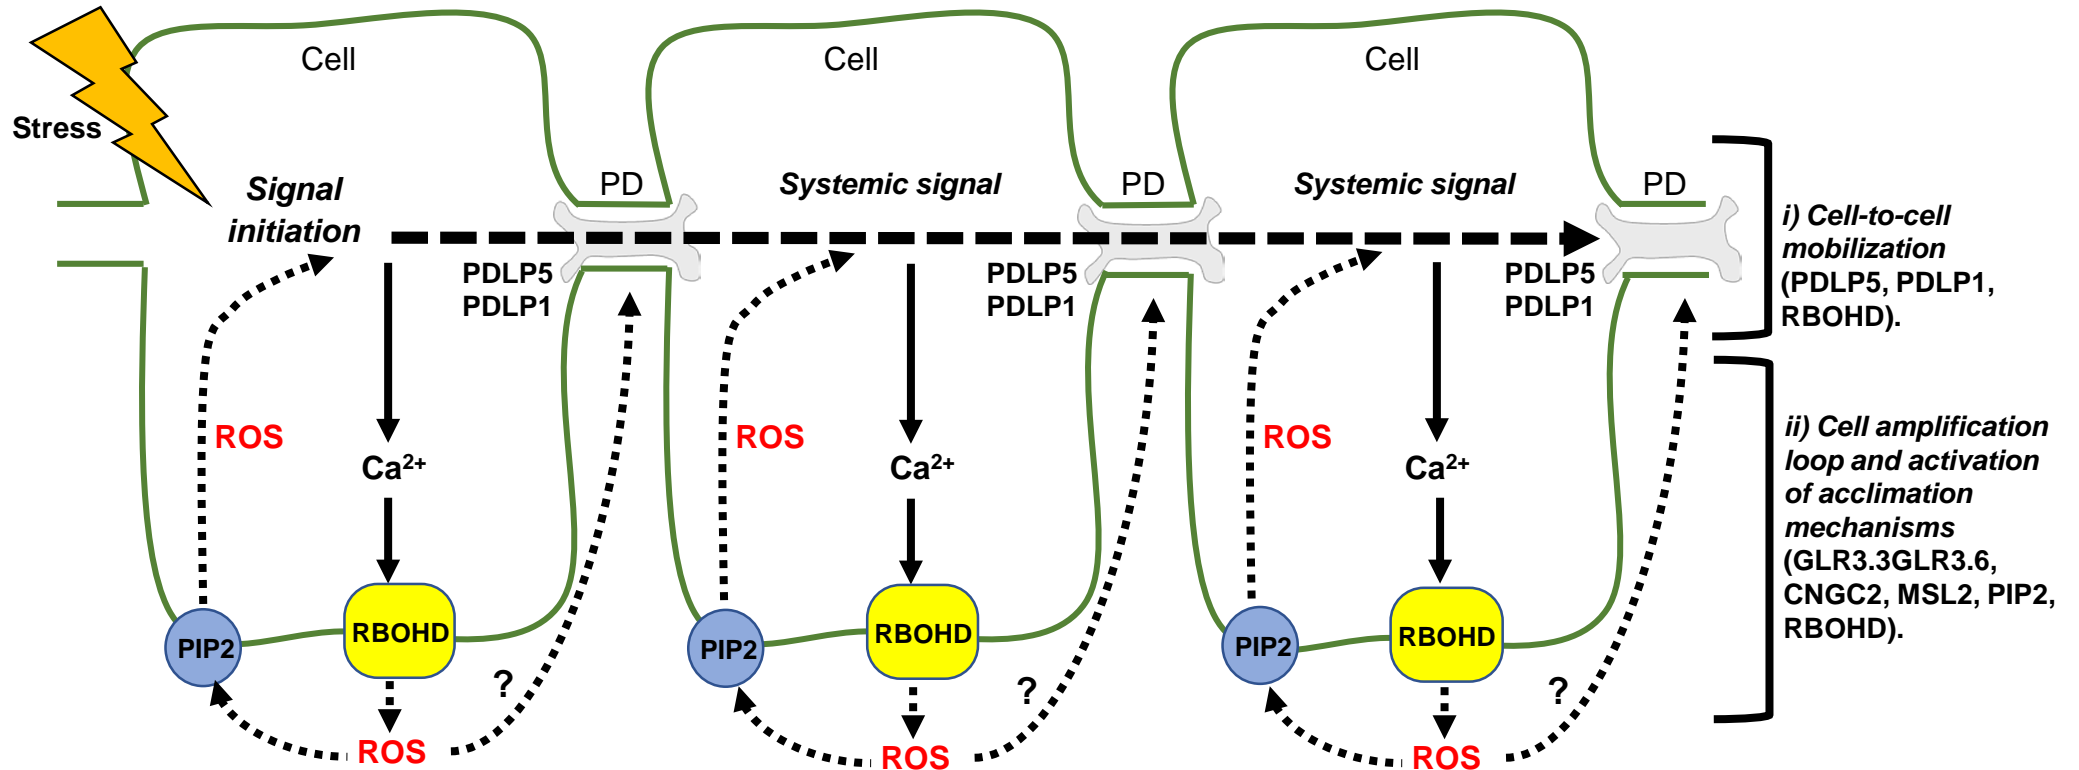 Cell
Cell
Cell
Stress
Signal
initiation
PD
Systemic signal
PD
Systemic signal
PD
PDLP5
PDLP1
PDLP5
PDLP1
PDLP5
PDLP1
ROS
Ca2+
ROS
Ca2+
ROS
Ca2+
PIP2
RBOHD
PIP2
RBOHD
PIP2
RBOHD
?
?
?
ROS
ROS
ROS
i) Cell-to-cell
mobilization
(PDLP5, PDLP1,
RBOHD).
ii) Cell amplification
loop and activation
of acclimation
mechanisms
(GLR3.3GLR3.6,
CNGC2, MSL2, PIP2,
RBOHD).